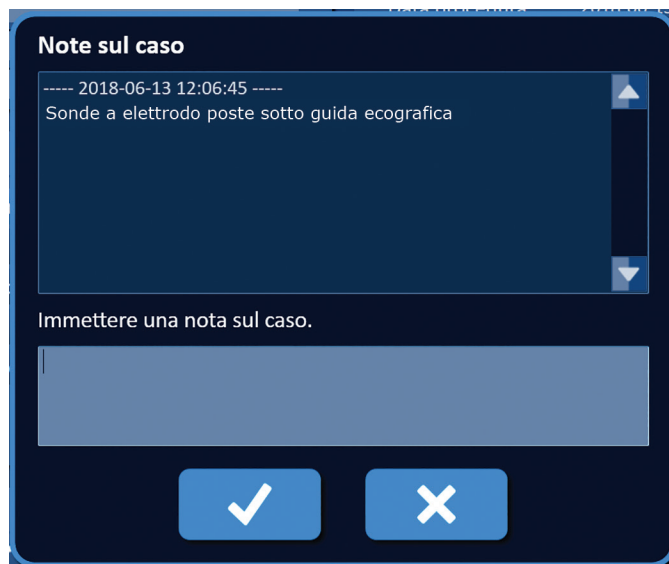 Note sul caso
----- 2018-06-13 12:06:45 -----
Sonde a elettrodo poste sotto guida ecografica
Immettere una nota sul caso.